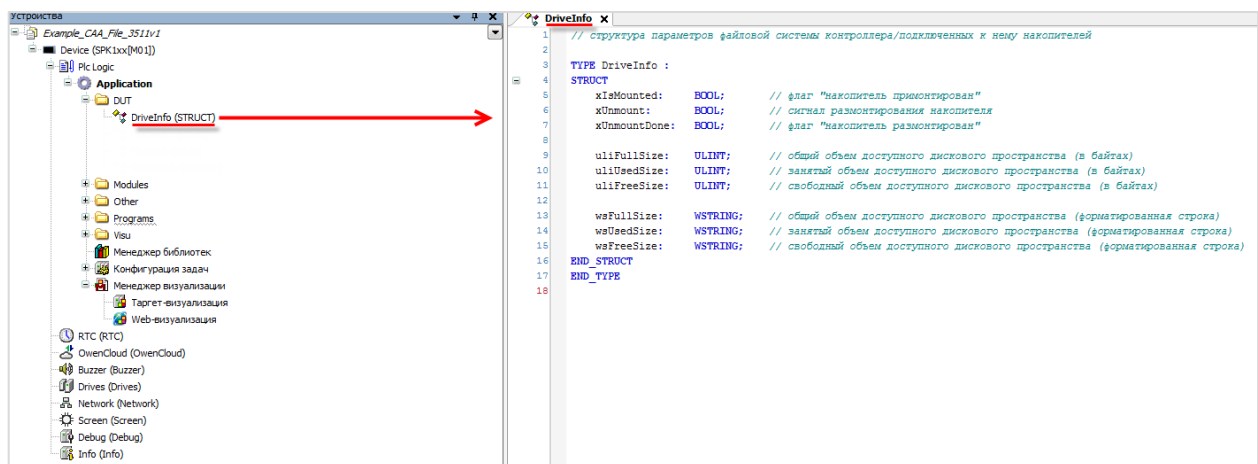 Устройства
Example_CAA_File_3511v1
Device (SPK1xx[M01])
Plc Logic
Application
DUT
DriveInfo (STRUCT)
Modules
Other
Programs
Visu
Менеджер библиотек
Конфигурация задач
Менеджер визуализации
Таргет-визуализация
Web-визуализация
RTC (RTC)
OwenCloud (OwenCloud)
Buzzer (Buzzer)
Drives (Drives)
Network (Network)
Screen (Screen)
Debug (Debug)
Info (Info)
DriveInfo X
1 // структура параметров файловой системы контроллера/подключенных к нему накопителей
2
3 TYPE DriveInfo :
4 STRUCT
5 xIsMounted: BOOL; // флаг "накопитель примонтирован"
6 xUnmount: BOOL; // сигнал размонтирования накопителя
7 xUnmountDone: BOOL; // флаг "накопитель размонтирован"
8
9 uliFullSize: ULINT; // общий объем доступного дискового пространства (в байтах)
10 uliUsedSize: ULINT; // занятый объем доступного дискового пространства (в байтах)
11 uliFreeSize: ULINT; // свободный объем доступного дискового пространства (в байтах)
12
13 wsFullSize: WSTRING; // общий объем доступного дискового пространства (форматированная строка)
14 wsUsedSize: WSTRING; // занятый объем доступного дискового пространства (форматированная строка)
15 wsFreeSize: WSTRING; // свободный объем доступного дискового пространства (форматированная строка)
16 END_STRUCT
17 END_TYPE
18